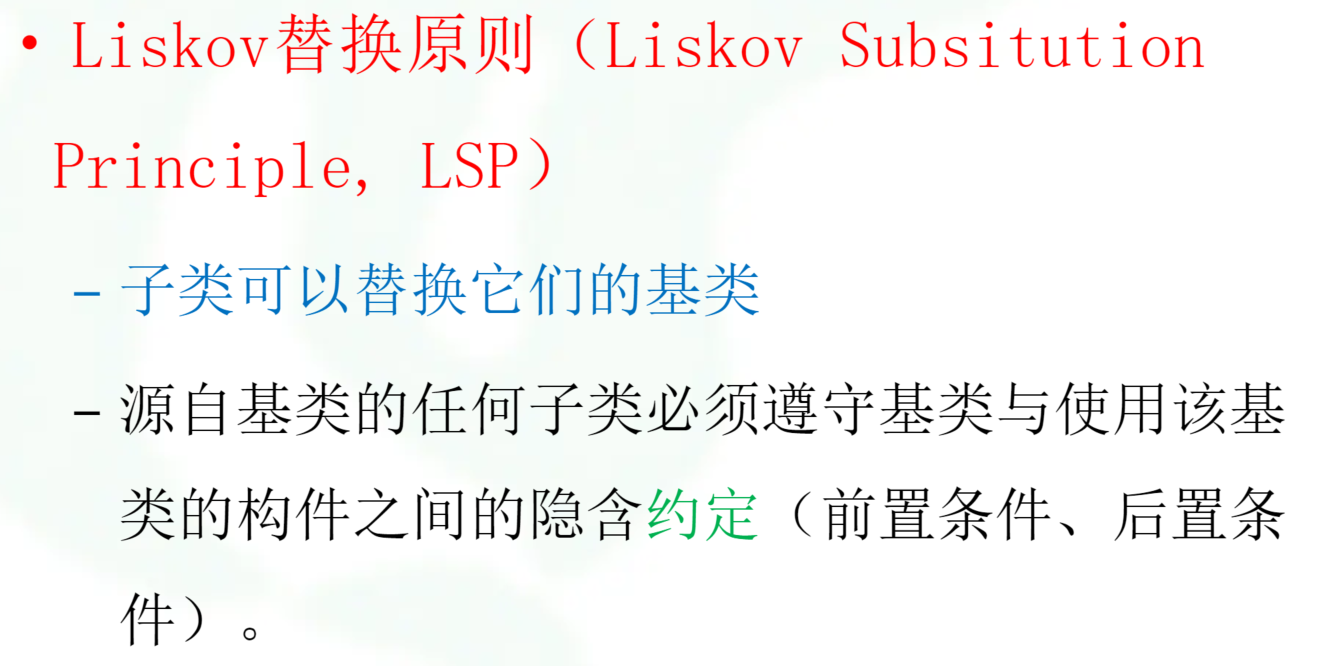 • Liskov替换原则（Liskov Subsitution
Principle, LSP）
– 子类可以替换它们的基类
– 源自基类的任何子类必须遵守基类与使用该基
类的构件之间的隐含约定（前置条件、后置条
件）。